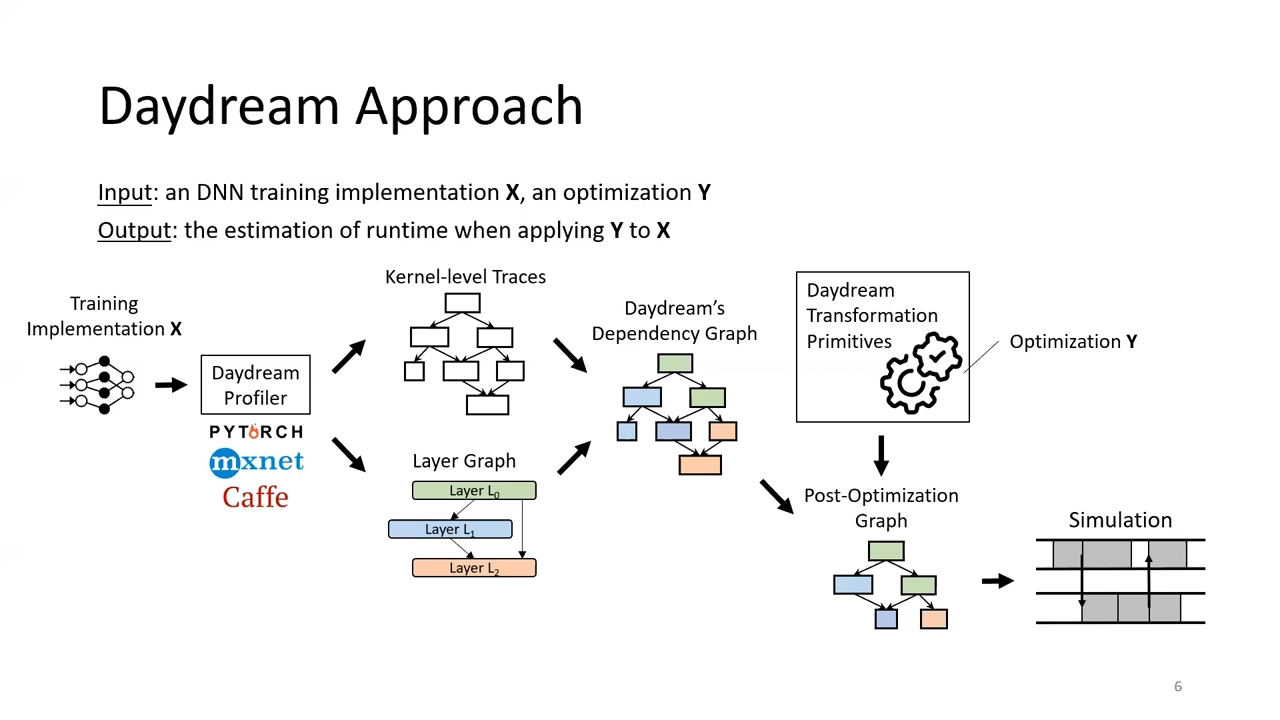 Daydream Approach
Input: an DNN training implementation X, an optimization Y
Output: the estimation of runtime when applying Y to X
Training
Implementation X
Daydream
Profiler
PYTORCH
mxnet
Caffe
Kernel-level Traces
Layer Graph
Layer L0
Layer L1
Layer L2
Daydream’s
Dependency Graph
Daydream
Transformation
Primitives
Optimization Y
Post-Optimization
Graph
Simulation
6